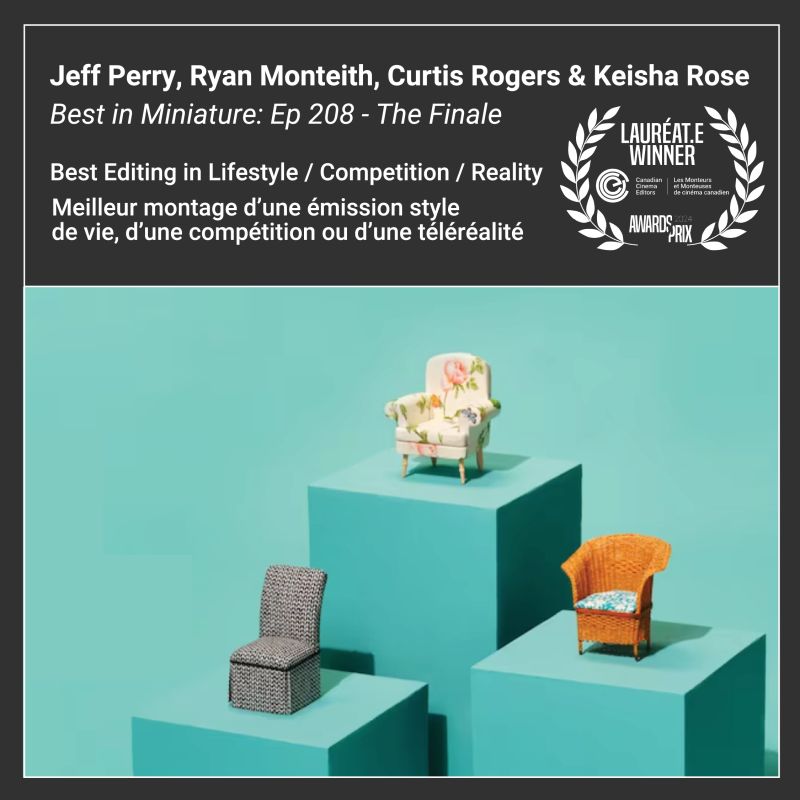 Jeff Perry, Ryan Monteith, Curtis Rogers & Keisha Rose
Best in Miniature: Ep 208 - The Finale
Best Editing in Lifestyle / Competition / Reality
Meilleur montage d’une émission style
de vie, d’une compétition ou d’une téléréalité
LAURÉAT.E
WINNER
Canadian
Cinema
Editors
Les Monteurs
et Monteuses
de cinéma canadien
AWARDS
2024
PRIX